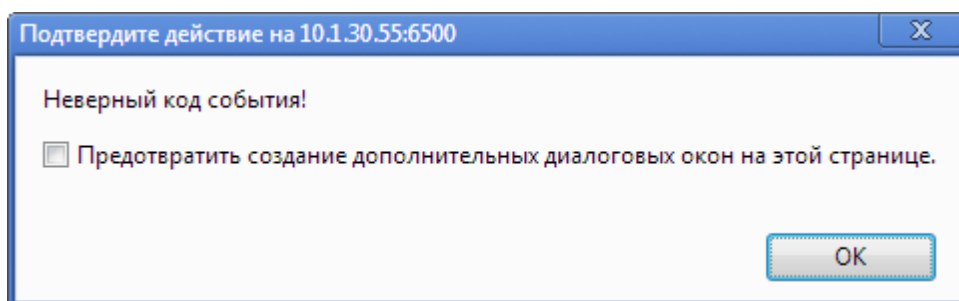 Подтвердите действие на 10.1.30.55:6500
Неверный код события!
Предотвратить создание дополнительных диалоговых окон на этой странице.
OK